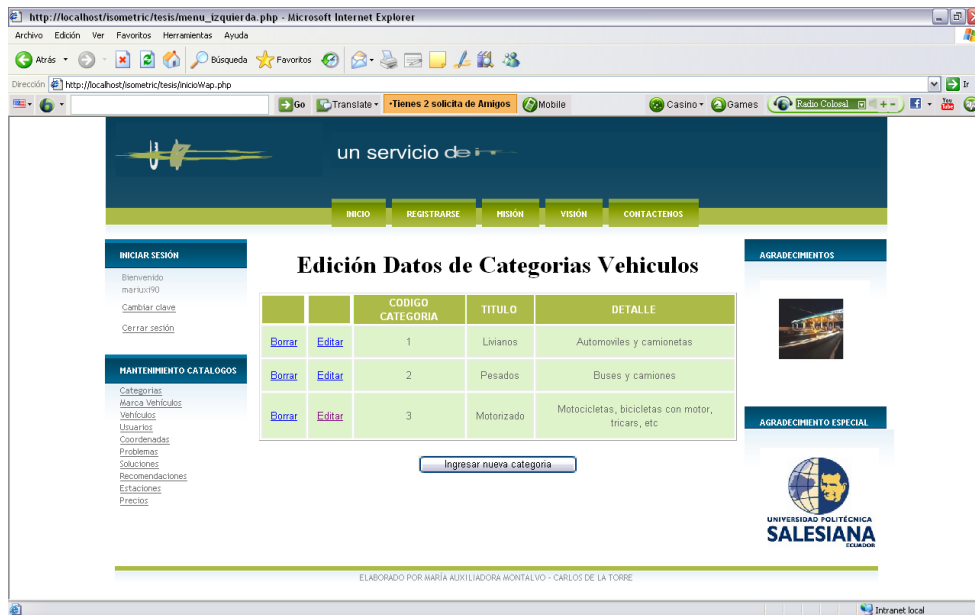 http://localhost/isometric/tesis/menu_izquierda.php - Microsoft Internet Explorer
Archivo Edición Ver Favoritos Herramientas Ayuda
Atrás Búsqueda Favoritos
Dirección http://localhost/isometric/tesis/inicioWap.php Ir
Go Translate ·Tienes 2 solicita de Amigos Mobile Casino Games Radio Colosal You Tube
un servicio de
INICIO REGISTRARSE MISIÓN VISIÓN CONTACTENOS
INICIAR SESIÓN
Bienvenido
mariuxi90
Cambiar clave
Cerrar sesión
MANTENIMIENTO CATALOGOS
Categorías
Marca Vehículos
Vehículos
Usuarios
Coordenadas
Problemas
Soluciones
Recomendaciones
Estaciones
Precios
Edición Datos de Categorias Vehiculos
CODIGO CATEGORIA TITULO DETALLE
Borrar Editar 1 Livianos Automoviles y camionetas
Borrar Editar 2 Pesados Buses y camiones
Borrar Editar 3 Motorizado Motocicletas, bicicletas con motor,
tricars, etc
Ingresar nueva categoria
AGRADECIMIENTOS
AGRADECIMIENTO ESPECIAL
UNIVERSIDAD POLITÉCNICA
SALESIANA
ECUADOR
ELABORADO POR MARÍA AUXILIADORA MONTALVO - CARLOS DE LA TORRE
Intranet local